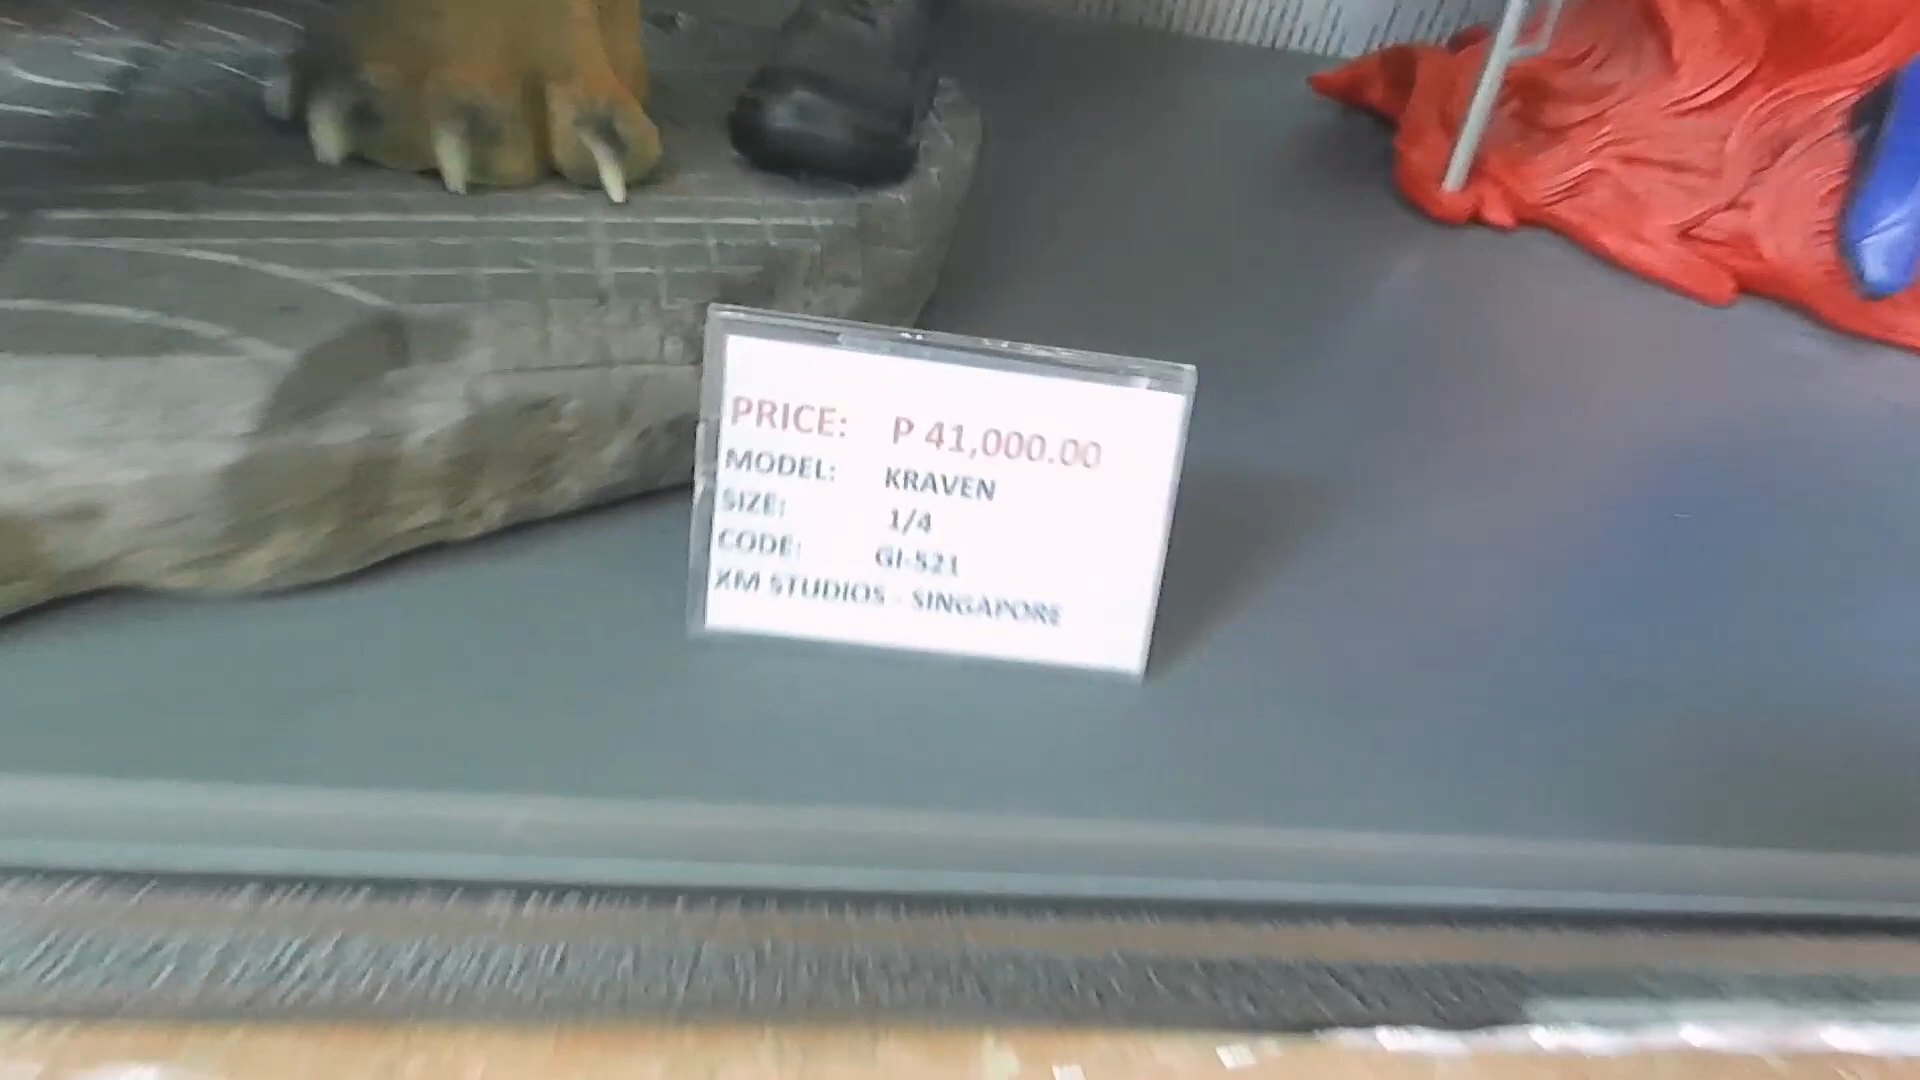 PRICE: P 41,000.00
MODEL: KRAVEN
SIZE: 1/4
CODE: GI-521
XM STUDIOS - SINGAPORE